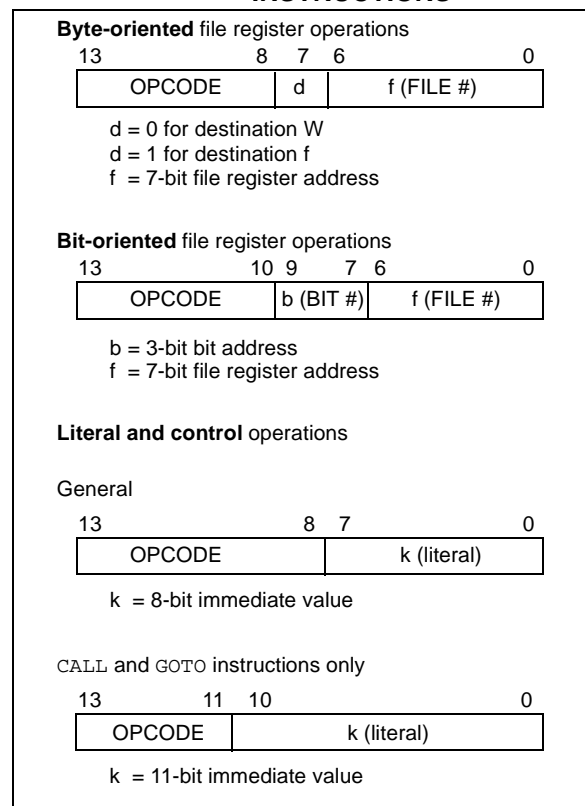 Byte-oriented file register operations
13 8 7 6 0
OPCODE d f (FILE #)
d = 0 for destination W
d = 1 for destination f
f = 7-bit file register address
Bit-oriented file register operations
13 10 9 7 6 0
OPCODE b (BIT #) f (FILE #)
b = 3-bit bit address
f = 7-bit file register address
Literal and control operations
General
13 8 7 0
OPCODE k (literal)
k = 8-bit immediate value
CALL and GOTO instructions only
13 11 10 0
OPCODE k (literal)
k = 11-bit immediate value